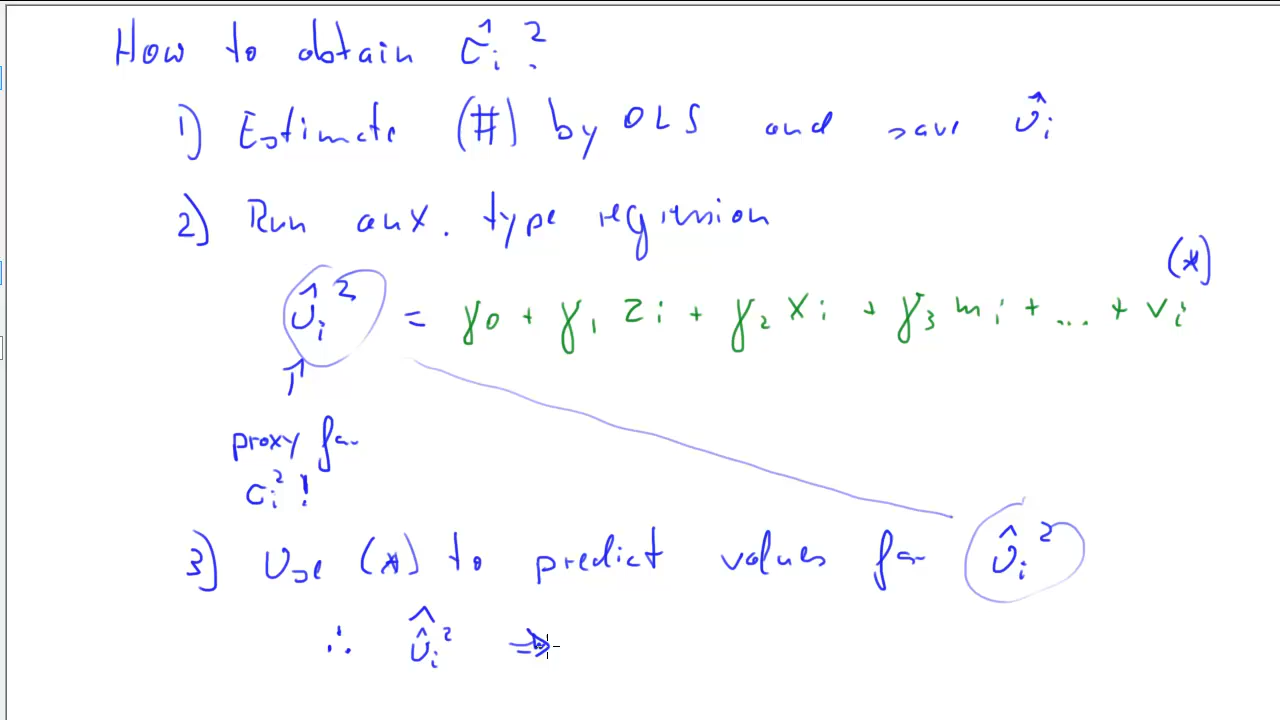 How to obtain σ̂ᵢ² ?
1) Estimate (#) by OLS and save ûᵢ
2) Run aux. type regression
(*)
ûᵢ² = γ0 + γ₁ zᵢ + γ₂ xᵢ + γ₃ mᵢ + ... + vᵢ
↑
proxy for
σᵢ² !
3) Use (*) to predict values for ûᵢ²
∴ ûᵢ²̂ ⇒